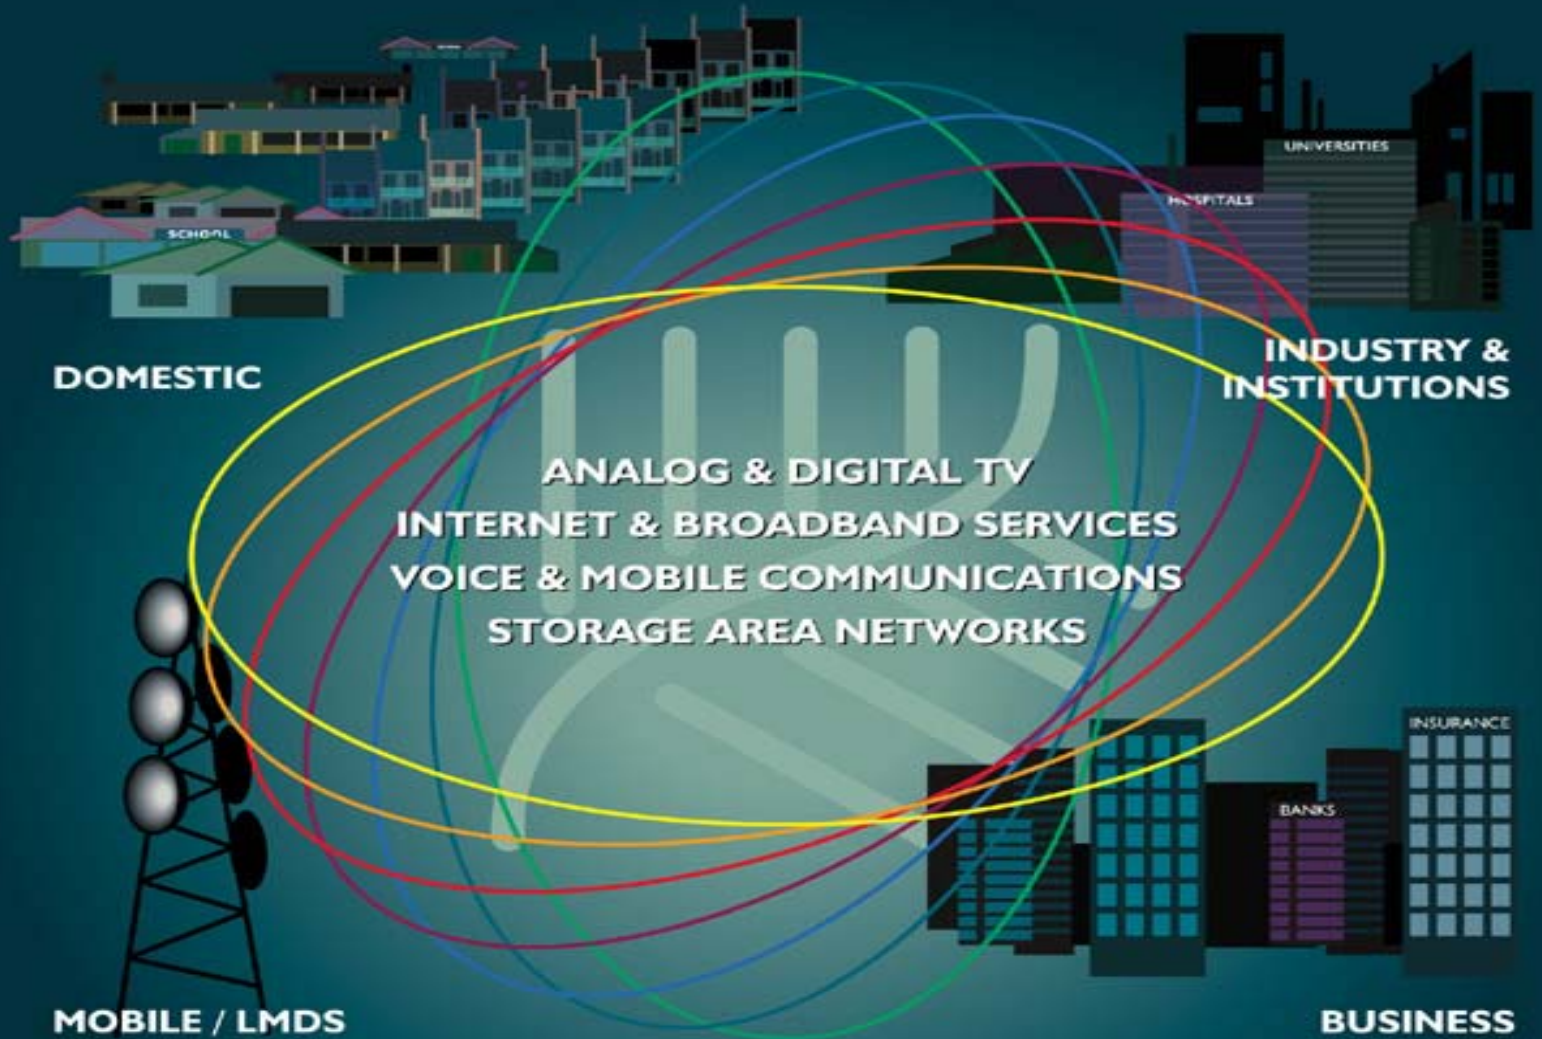 SCHOOL
UNIVERSITIES
HOSPITALS
DOMESTIC
INDUSTRY &
INSTITUTIONS
ANALOG & DIGITAL TV
INTERNET & BROADBAND SERVICES
VOICE & MOBILE COMMUNICATIONS
STORAGE AREA NETWORKS
INSURANCE
BANKS
MOBILE / LMDS
BUSINESS